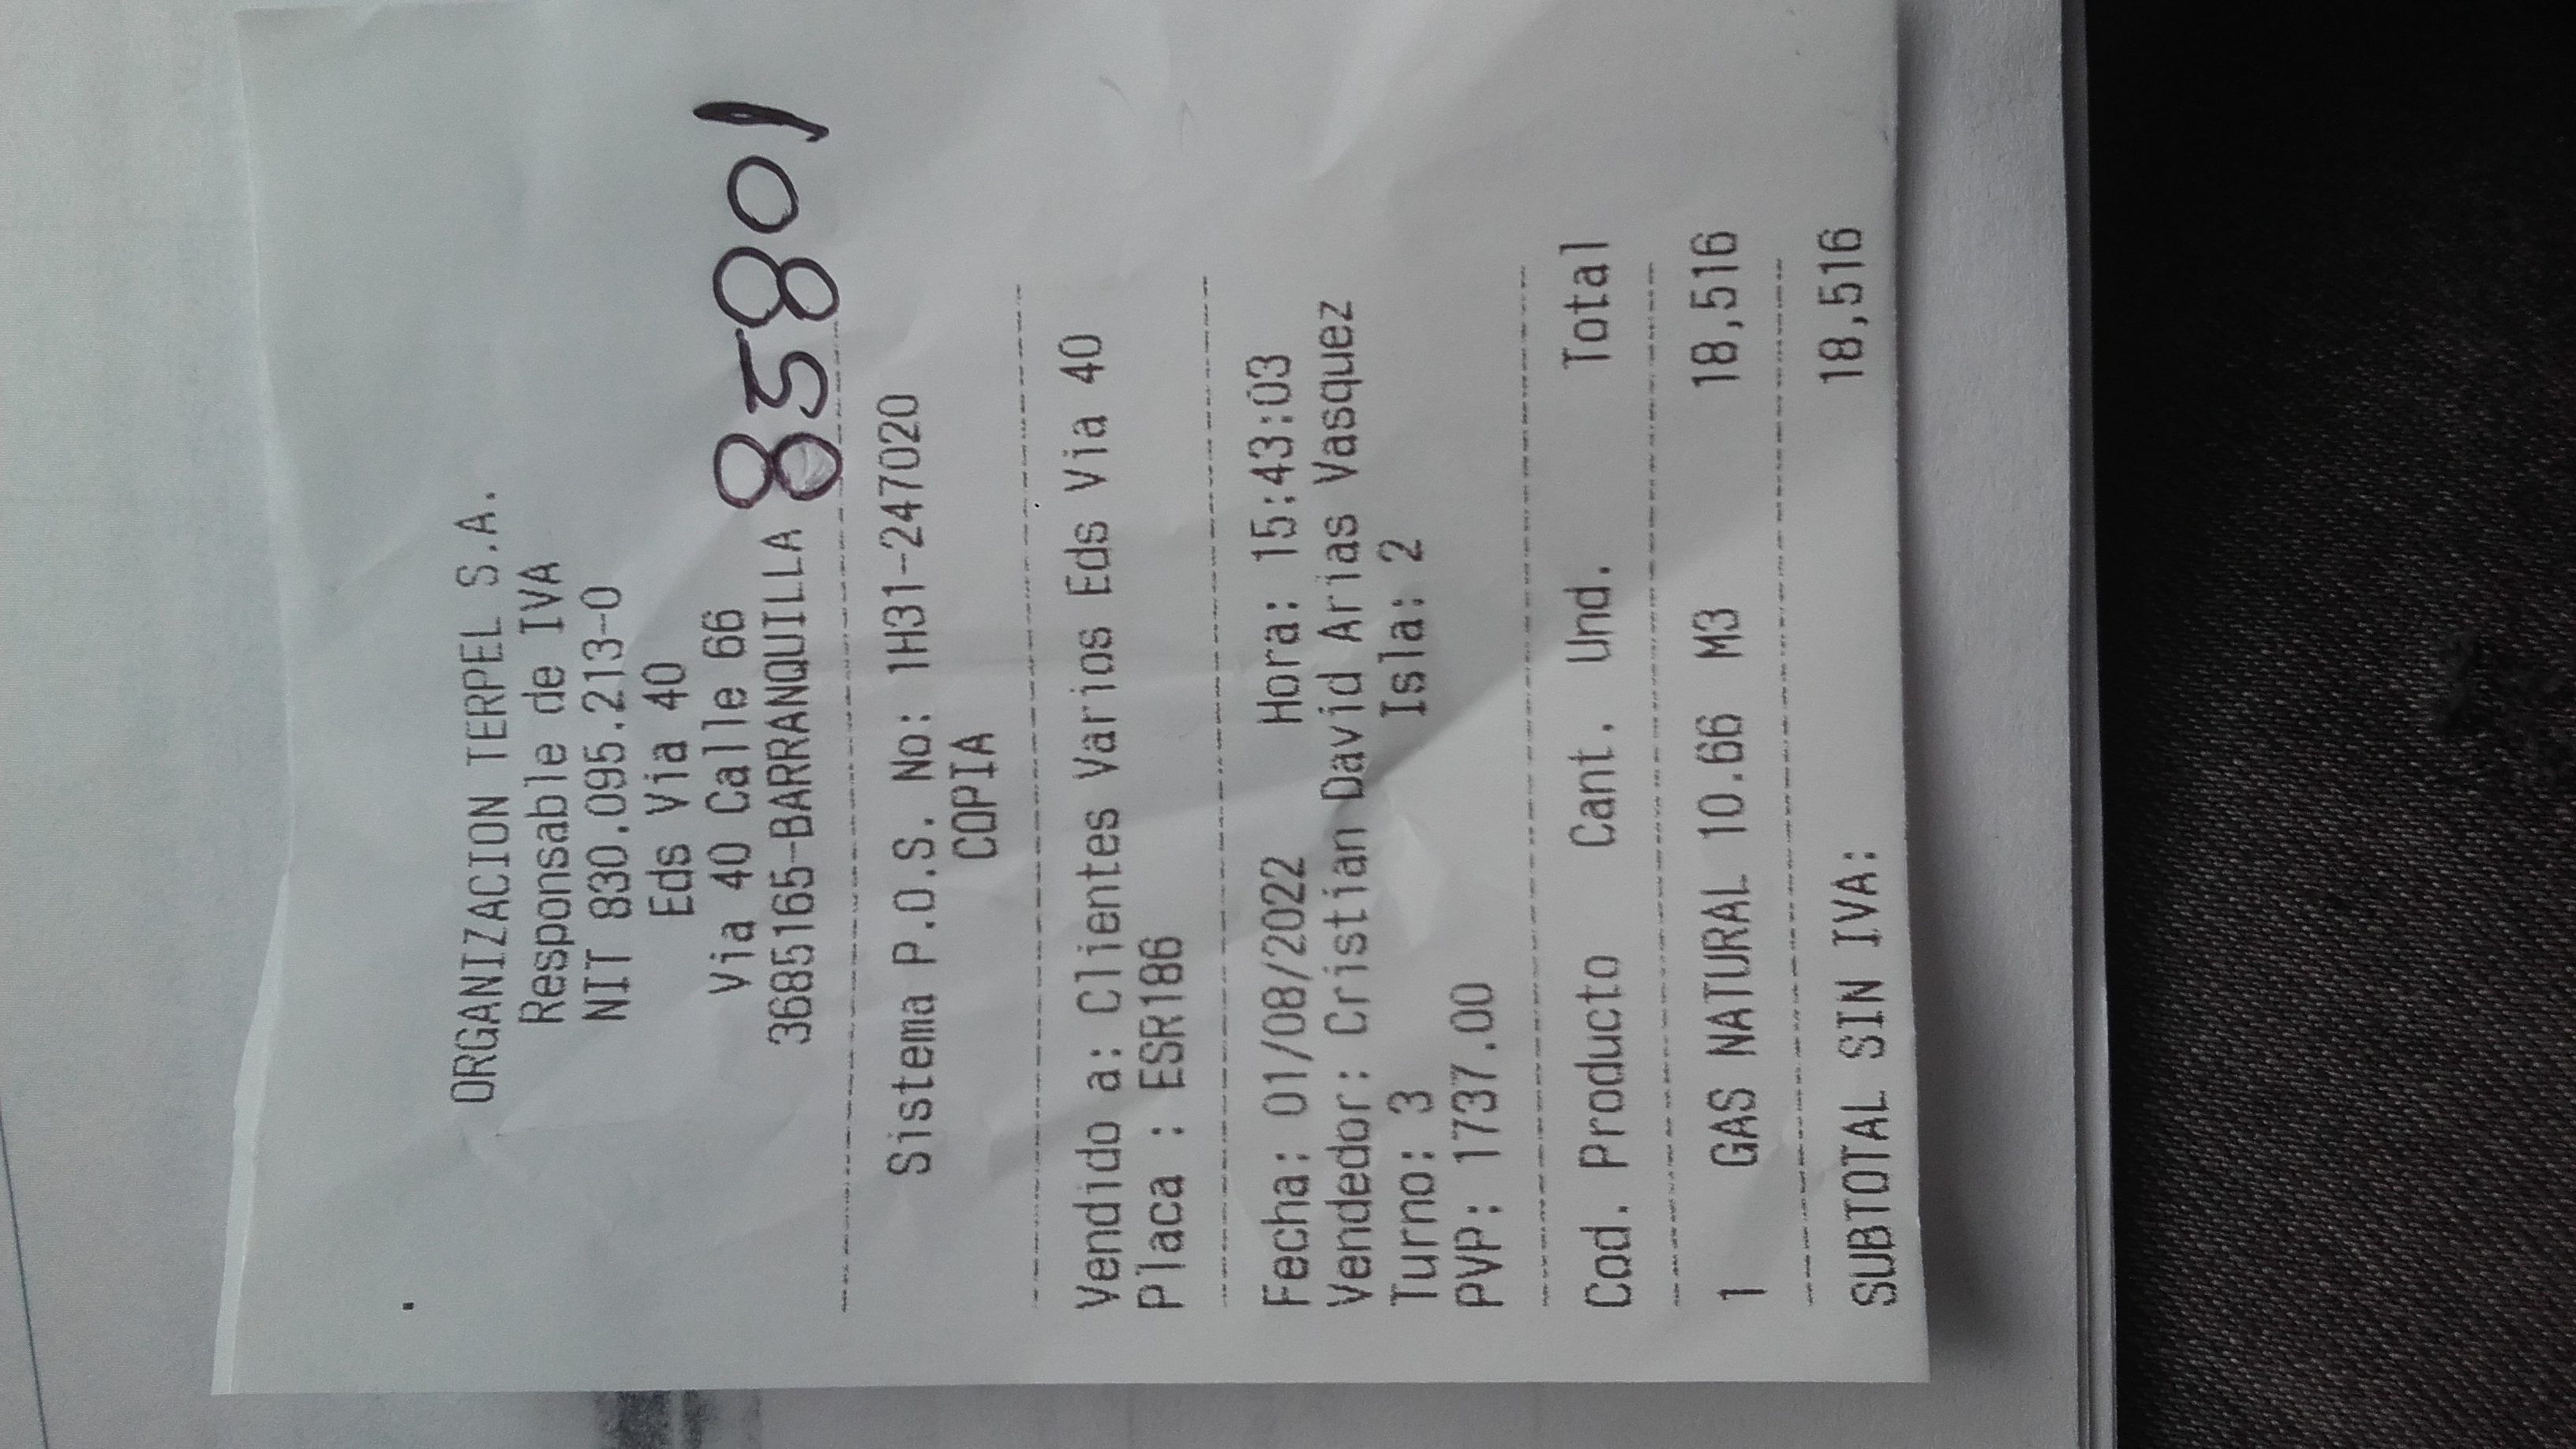 ORGANIZACION TERPEL S.A.
Responsable de IVA
NIT 830.095.213-0
Eds Via 40
Via 40 Calle 66
3685165-BARRANQUILLA
85801
Sistema P.O.S. No: 1H31-247020
COPIA
Vendido a: Clientes Varios Eds Via 40
Placa : ESR186
Fecha: 01/08/2022 Hora: 15:43:03
Vendedor: Cristian David Arias Vasquez
Turno: 3 Isla: 2
PVP: 1737.00
Cod. Producto Cant. Und. Total
1 GAS NATURAL 10.66 M3 18,516
SUBTOTAL SIN IVA: 18,516